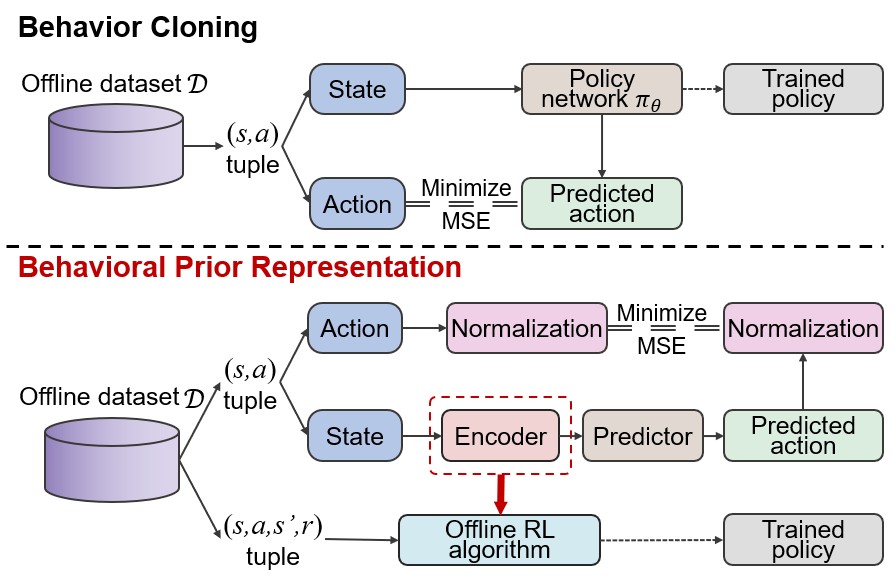 Behavior Cloning
Offline dataset 𝒟
(s,a)
tuple
State
Policy
network π_θ
Trained
policy
Action
Minimize
MSE
Predicted
action
Behavioral Prior Representation
Offline dataset 𝒟
(s,a)
tuple
Action
Normalization
Minimize
MSE
Normalization
State
Encoder
Predictor
Predicted
action
(s,a,s’,r)
tuple
Offline RL
algorithm
Trained
policy